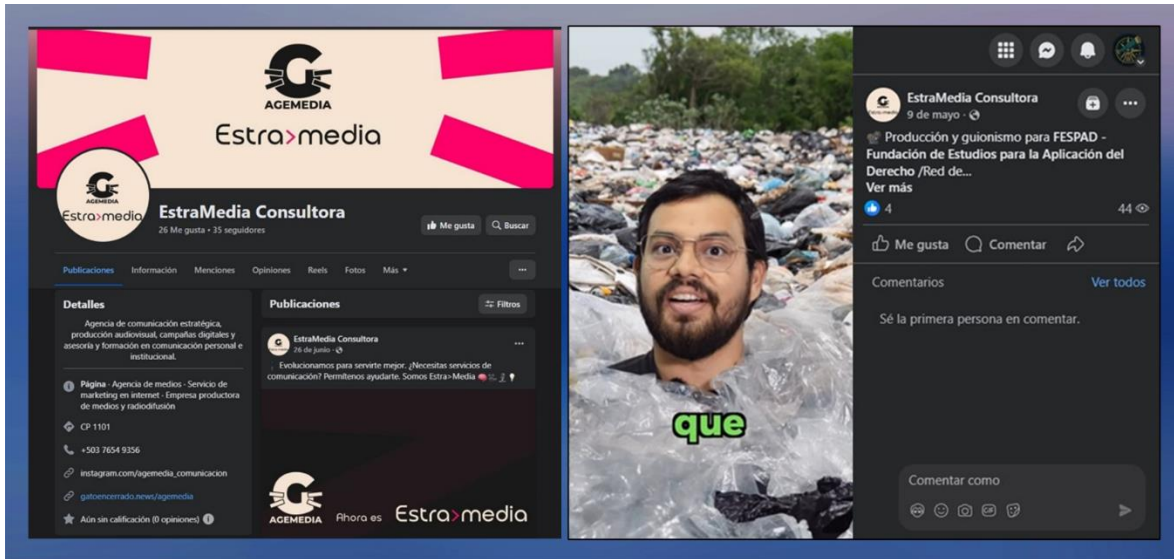 AGEMEDIA
Estra>media
AGEMEDIA
Estra>media
EstraMedia Consultora
26 Me gusta • 35 seguidores
Me gusta
Buscar
Publicaciones Información Menciones Opiniones Reels Fotos Más
Detalles
Agencia de comunicación estratégica,
producción audiovisual, campañas digitales y
asesoría y formación en comunicación personal e
institucional.
Página · Agencia de medios · Servicio de
marketing en internet · Empresa productora
de medios y radiodifusión
CP 1101
+503 7654 9356
instagram.com/agemedia_comunicacion
gatoencerrado.news/agemedia
Aún sin calificación (0 opiniones)
Publicaciones
Filtros
EstraMedia Consultora
26 de junio ·
Evolucionamos para servirte mejor. ¿Necesitas servicios de
comunicación? Permítenos ayudarte. Somos Estra>Media
AGEMEDIA Ahora es Estra>media
que
EstraMedia Consultora
9 de mayo ·
Producción y guionismo para FESPAD -
Fundación de Estudios para la Aplicación del
Derecho /Red de...
Ver más
4
44
Me gusta Comentar
Comentarios Ver todos
Sé la primera persona en comentar.
Comentar como
GIF